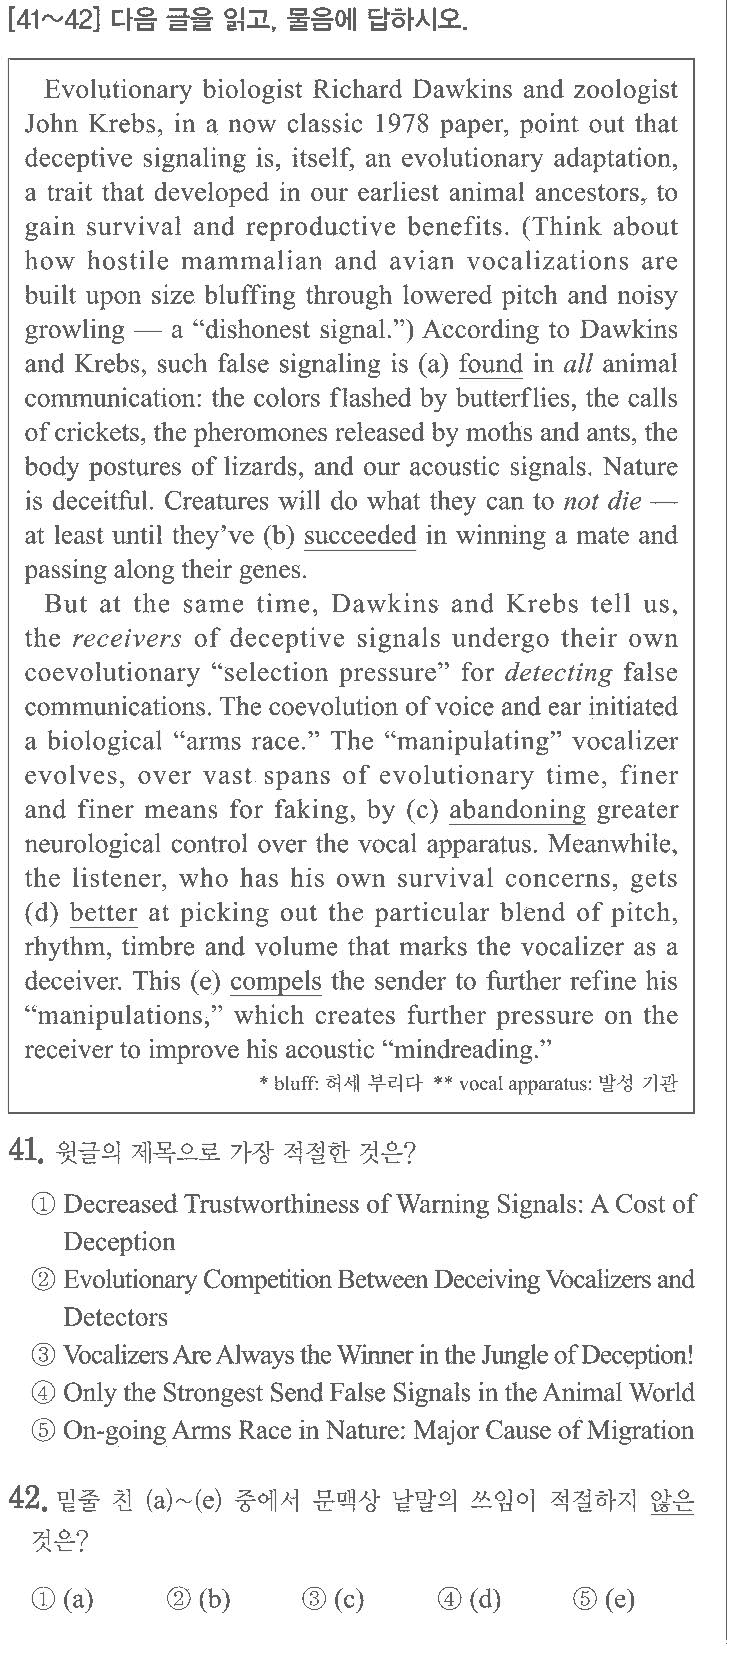 [41~42] 다음 글을 읽고, 물음에 답하시오.
Evolutionary biologist Richard Dawkins and zoologist
John Krebs, in a now classic 1978 paper, point out that
deceptive signaling is, itself, an evolutionary adaptation,
a trait that developed in our earliest animal ancestors, to
gain survival and reproductive benefits. (Think about
how hostile mammalian and avian vocalizations are
built upon size bluffing through lowered pitch and noisy
growling — a “dishonest signal.”) According to Dawkins
and Krebs, such false signaling is (a) found in all animal
communication: the colors flashed by butterflies, the calls
of crickets, the pheromones released by moths and ants, the
body postures of lizards, and our acoustic signals. Nature
is deceitful. Creatures will do what they can to not die —
at least until they’ve (b) succeeded in winning a mate and
passing along their genes.
But at the same time, Dawkins and Krebs tell us,
the receivers of deceptive signals undergo their own
coevolutionary “selection pressure” for detecting false
communications. The coevolution of voice and ear initiated
a biological “arms race.” The “manipulating” vocalizer
evolves, over vast spans of evolutionary time, finer
and finer means for faking, by (c) abandoning greater
neurological control over the vocal apparatus. Meanwhile,
the listener, who has his own survival concerns, gets
(d) better at picking out the particular blend of pitch,
rhythm, timbre and volume that marks the vocalizer as a
deceiver. This (e) compels the sender to further refine his
“manipulations,” which creates further pressure on the
receiver to improve his acoustic “mindreading.”
* bluff: 허세 부리다 ** vocal apparatus: 발성 기관
41. 윗글의 제목으로 가장 적절한 것은?
① Decreased Trustworthiness of Warning Signals: A Cost of
Deception
② Evolutionary Competition Between Deceiving Vocalizers and
Detectors
③ Vocalizers Are Always the Winner in the Jungle of Deception!
④ Only the Strongest Send False Signals in the Animal World
⑤ On-going Arms Race in Nature: Major Cause of Migration
42. 밑줄 친 (a)~(e) 중에서 문맥상 낱말의 쓰임이 적절하지 않은
것은?
① (a) ② (b) ③ (c) ④ (d) ⑤ (e)